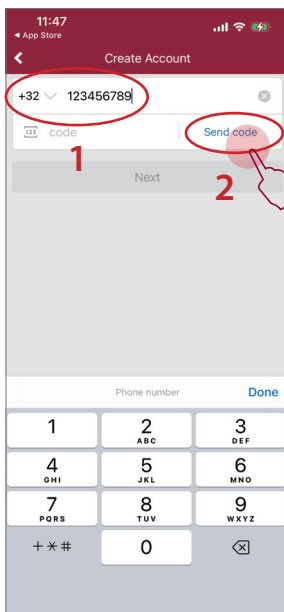 11:47
◀ App Store
Create Account
+32 123456789
123 code Send code
1
2
Next
Phone number Done
1 2 ABC 3 DEF
4 GHI 5 JKL 6 MNO
7 PQRS 8 TUV 9 WXYZ
+*# 0